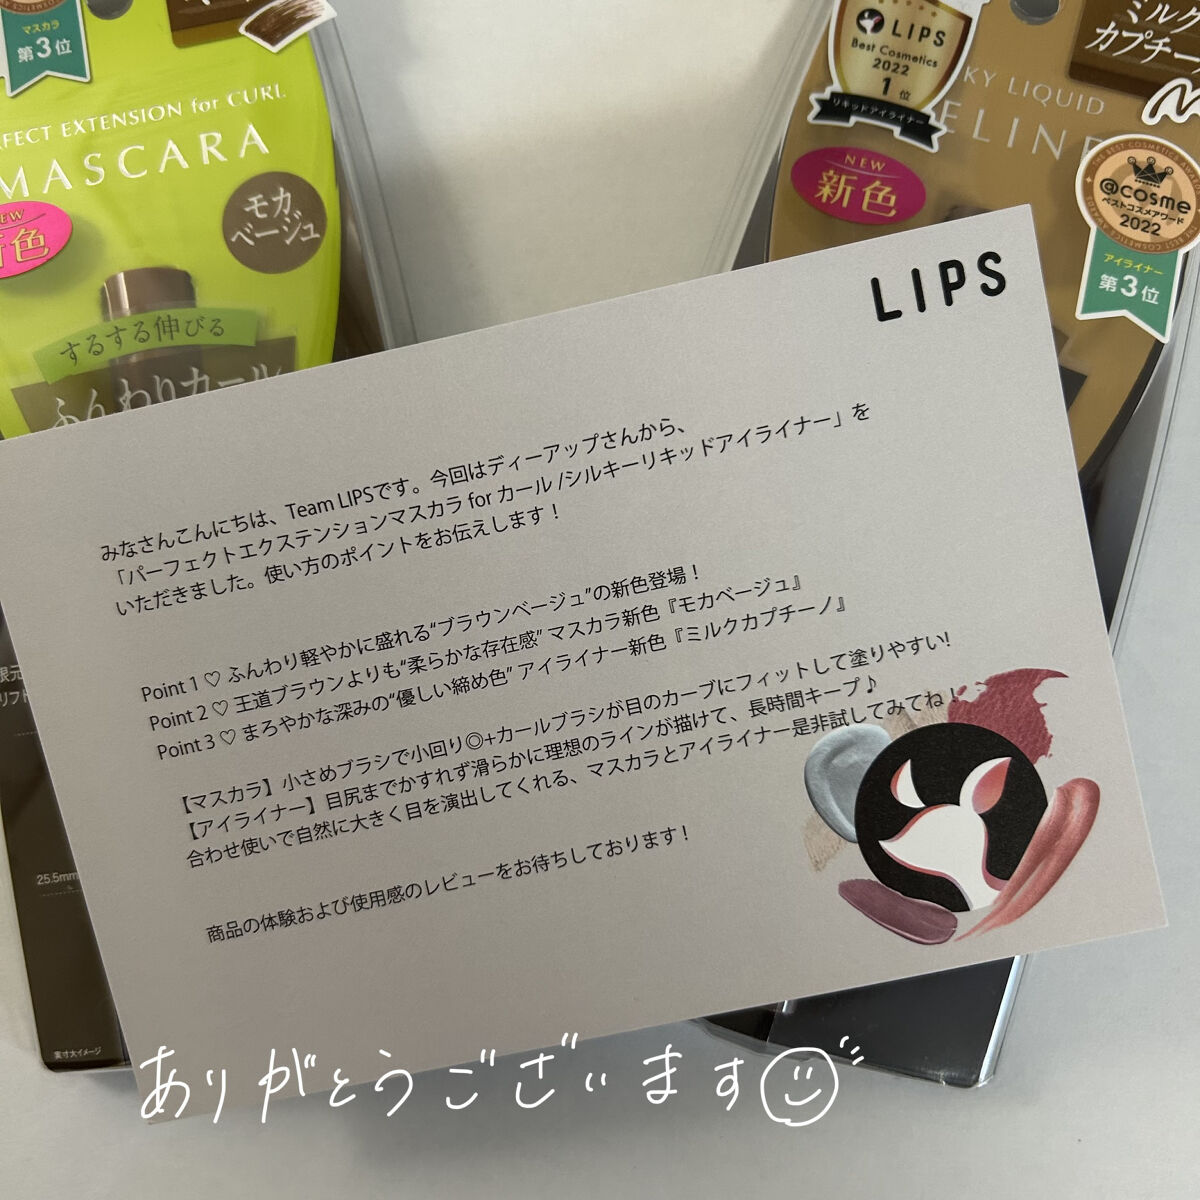 マスカラ
第3位
PERFECT EXTENSION for CURL
MASCARA
NEW
新色
モカ
ベージュ
するする伸びる
ふんわりカール
LIPS
Best Cosmetics
2022
1位
リキッドアイライナー
ミルク
カプチー
KY LIQUID
ELINE
NEW
新色
THE BEST COSMETICS AWARD
@cosme
ベストコスメアワード
2022
アイライナー
第3位
LIPS
みなさんこんにちは、Team LIPSです。今回はディーアップさんから、
「パーフェクトエクステンションマスカラ for カール /シルキーリキッドアイライナー」を
いただきました。使い方のポイントをお伝えします！
Point 1 ♡ ふんわり軽やかに盛れる“ブラウンベージュ”の新色登場！
Point 2 ♡ 王道ブラウンよりも“柔らかな存在感” マスカラ新色『モカベージュ』
Point 3 ♡ まろやかな深みの“優しい締め色” アイライナー新色『ミルクカプチーノ』
【マスカラ】小さめブラシで小回り◎+カールブラシが目のカーブにフィットして塗りやすい!
【アイライナー】目尻までかすれず滑らかに理想のラインが描けて、長時間キープ♪
合わせ使いで自然に大きく目を演出してくれる、マスカラとアイライナー是非試してみてね！
商品の体験および使用感のレビューをお待ちしております！
25.5mm
実寸大イメージ
ありがとうございます